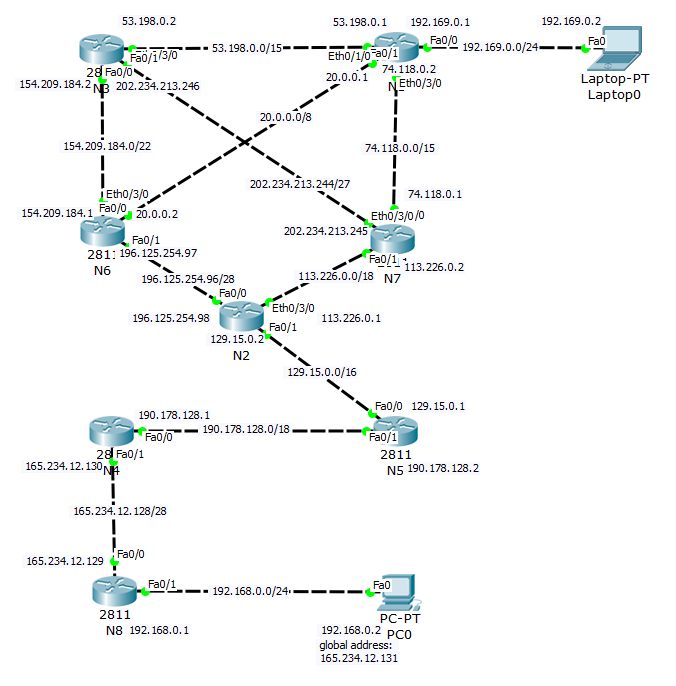 53.198.0.2
53.198.0.1
192.169.0.1
192.169.0.2
Fa0/0
Fa0
192.169.0.0/24
Laptop-PT
Laptop0
53.198.0.0/15
Fa0/1
/3/0
Eth0/1/0
Fa0/1
28
Fa0/0
N3
154.209.184.2
202.234.213.246
74.118.0.2
Eth0/3/0
20.0.0.1
20.0.0.0/8
154.209.184.0/22
74.118.0.0/15
202.234.213.244/27
74.118.0.1
Eth0/3/0
Fa0/0
154.209.184.1
20.0.0.2
Eth0/3/0/0
202.234.213.245
Fa0/1
2811
N6
196.125.254.97
Fa0/1
113.226.0.2
N7
196.125.254.96/28
113.226.0.0/18
Fa0/0
Eth0/3/0
196.125.254.98
113.226.0.1
Fa0/1
129.15.0.2
N2
129.15.0.0/16
Fa0/0
129.15.0.1
190.178.128.1
Fa0/0
190.178.128.0/18
Fa0/1
28
Fa0/1
N4
165.234.12.130
2811
N5
190.178.128.2
165.234.12.128/28
Fa0/0
165.234.12.129
Fa0/1
192.168.0.0/24
Fa0
2811
N8
192.168.0.1
PC-PT
PC0
192.168.0.2
global address:
165.234.12.131